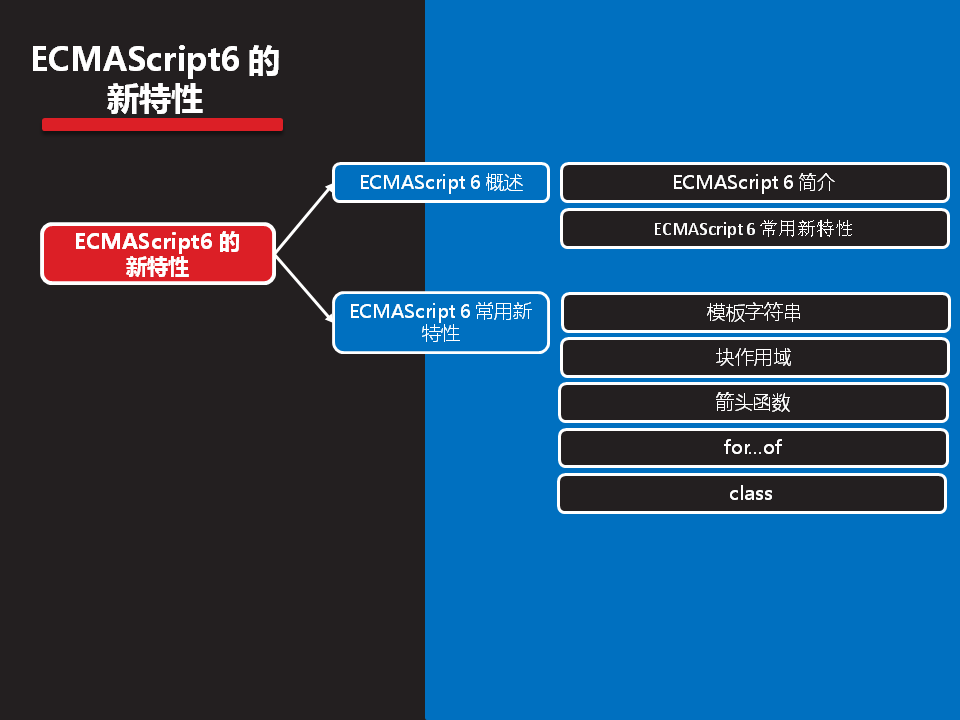 ECMAScript6 的
新特性
ECMAScript 6 概述
ECMAScript 6 简介
ECMAScript 6 常用新特性
ECMAScript6 的
新特性
ECMAScript 6 常用新
特性
模板字符串
块作用域
箭头函数
for...of
class